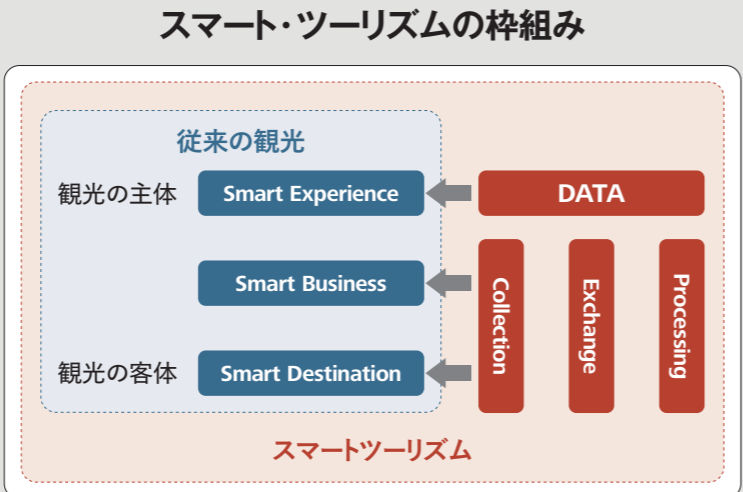 スマート・ツーリズムの枠組み
従来の観光
観光の主体
Smart Experience
DATA
Smart Business
観光の客体
Smart Destination
Collection
Exchange
Processing
スマートツーリズム